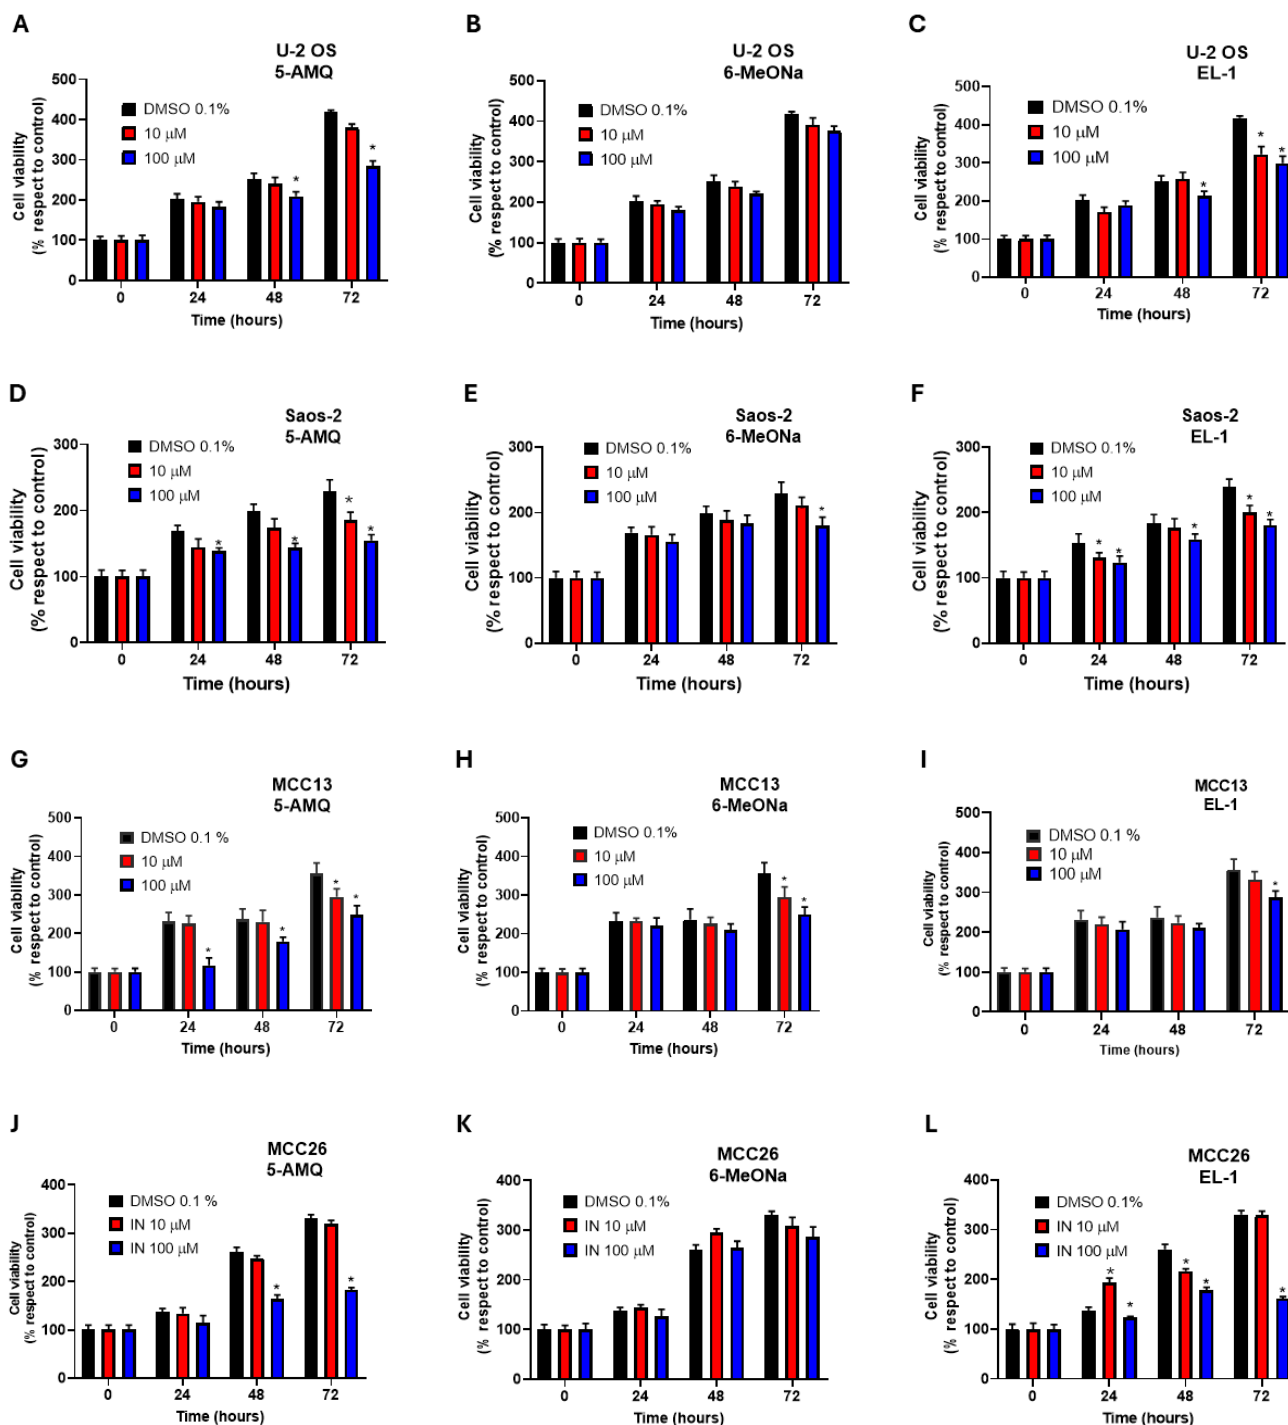 A
U-2 OS
5-AMQ
500
400
300
200
100
0
Cell viability
(% respect to control)
DMSO 0.1%
10 μM
100 μM
*
*
0 24 48 72
Time (hours)
B
U-2 OS
6-MeONa
500
400
300
200
100
0
Cell viability
(% respect to control)
DMSO 0.1%
10 μM
100 μM
0 24 48 72
Time (hours)
C
U-2 OS
EL-1
500
400
300
200
100
0
Cell viability
(% respect to control)
DMSO 0.1%
10 μM
100 μM
*
*
*
0 24 48 72
Time (hours)
D
Saos-2
5-AMQ
300
200
100
0
Cell viability
(% respect to control)
DMSO 0.1%
10 μM
100 μM
*
*
*
*
0 24 48 72
Time (hours)
E
Saos-2
6-MeONa
300
200
100
0
Cell viability
(% respect to control)
DMSO 0.1%
10 μM
100 μM
*
0 24 48 72
Time (hours)
F
Saos-2
EL-1
300
200
100
0
Cell viability
(% respect to control)
DMSO 0.1%
10 μM
100 μM
*
*
*
*
*
0 24 48 72
Time (hours)
G
MCC13
5-AMQ
500
400
300
200
100
0
Cell viability
(% respect to control)
DMSO 0.1 %
10 μM
100 μM
*
*
*
*
0 24 48 72
Time (hours)
H
MCC13
6-MeONa
500
400
300
200
100
0
Cell viability
(% respect to control)
DMSO 0.1%
10 μM
100 μM
*
*
0 24 48 72
Time (hours)
I
MCC13
EL-1
500
400
300
200
100
0
Cell viability
(% respect to control)
DMSO 0.1 %
10 μM
100 μM
*
0 24 48 72
Time (hours)
J
MCC26
5-AMQ
400
300
200
100
0
Cell viability
(% respect to control)
DMSO 0.1 %
IN 10 μM
IN 100 μM
*
*
0 24 48 72
Time (hours)
K
MCC26
6-MeONa
400
300
200
100
0
Cell viability
(% respect to control)
DMSO 0.1%
IN 10 μM
IN 100 μM
0 24 48 72
Time (hours)
L
MCC26
EL-1
400
300
200
100
0
Cell viability
(% respect to control)
DMSO 0.1%
IN 10 μM
IN 100 μM
*
*
*
*
*
0 24 48 72
Time (hours)